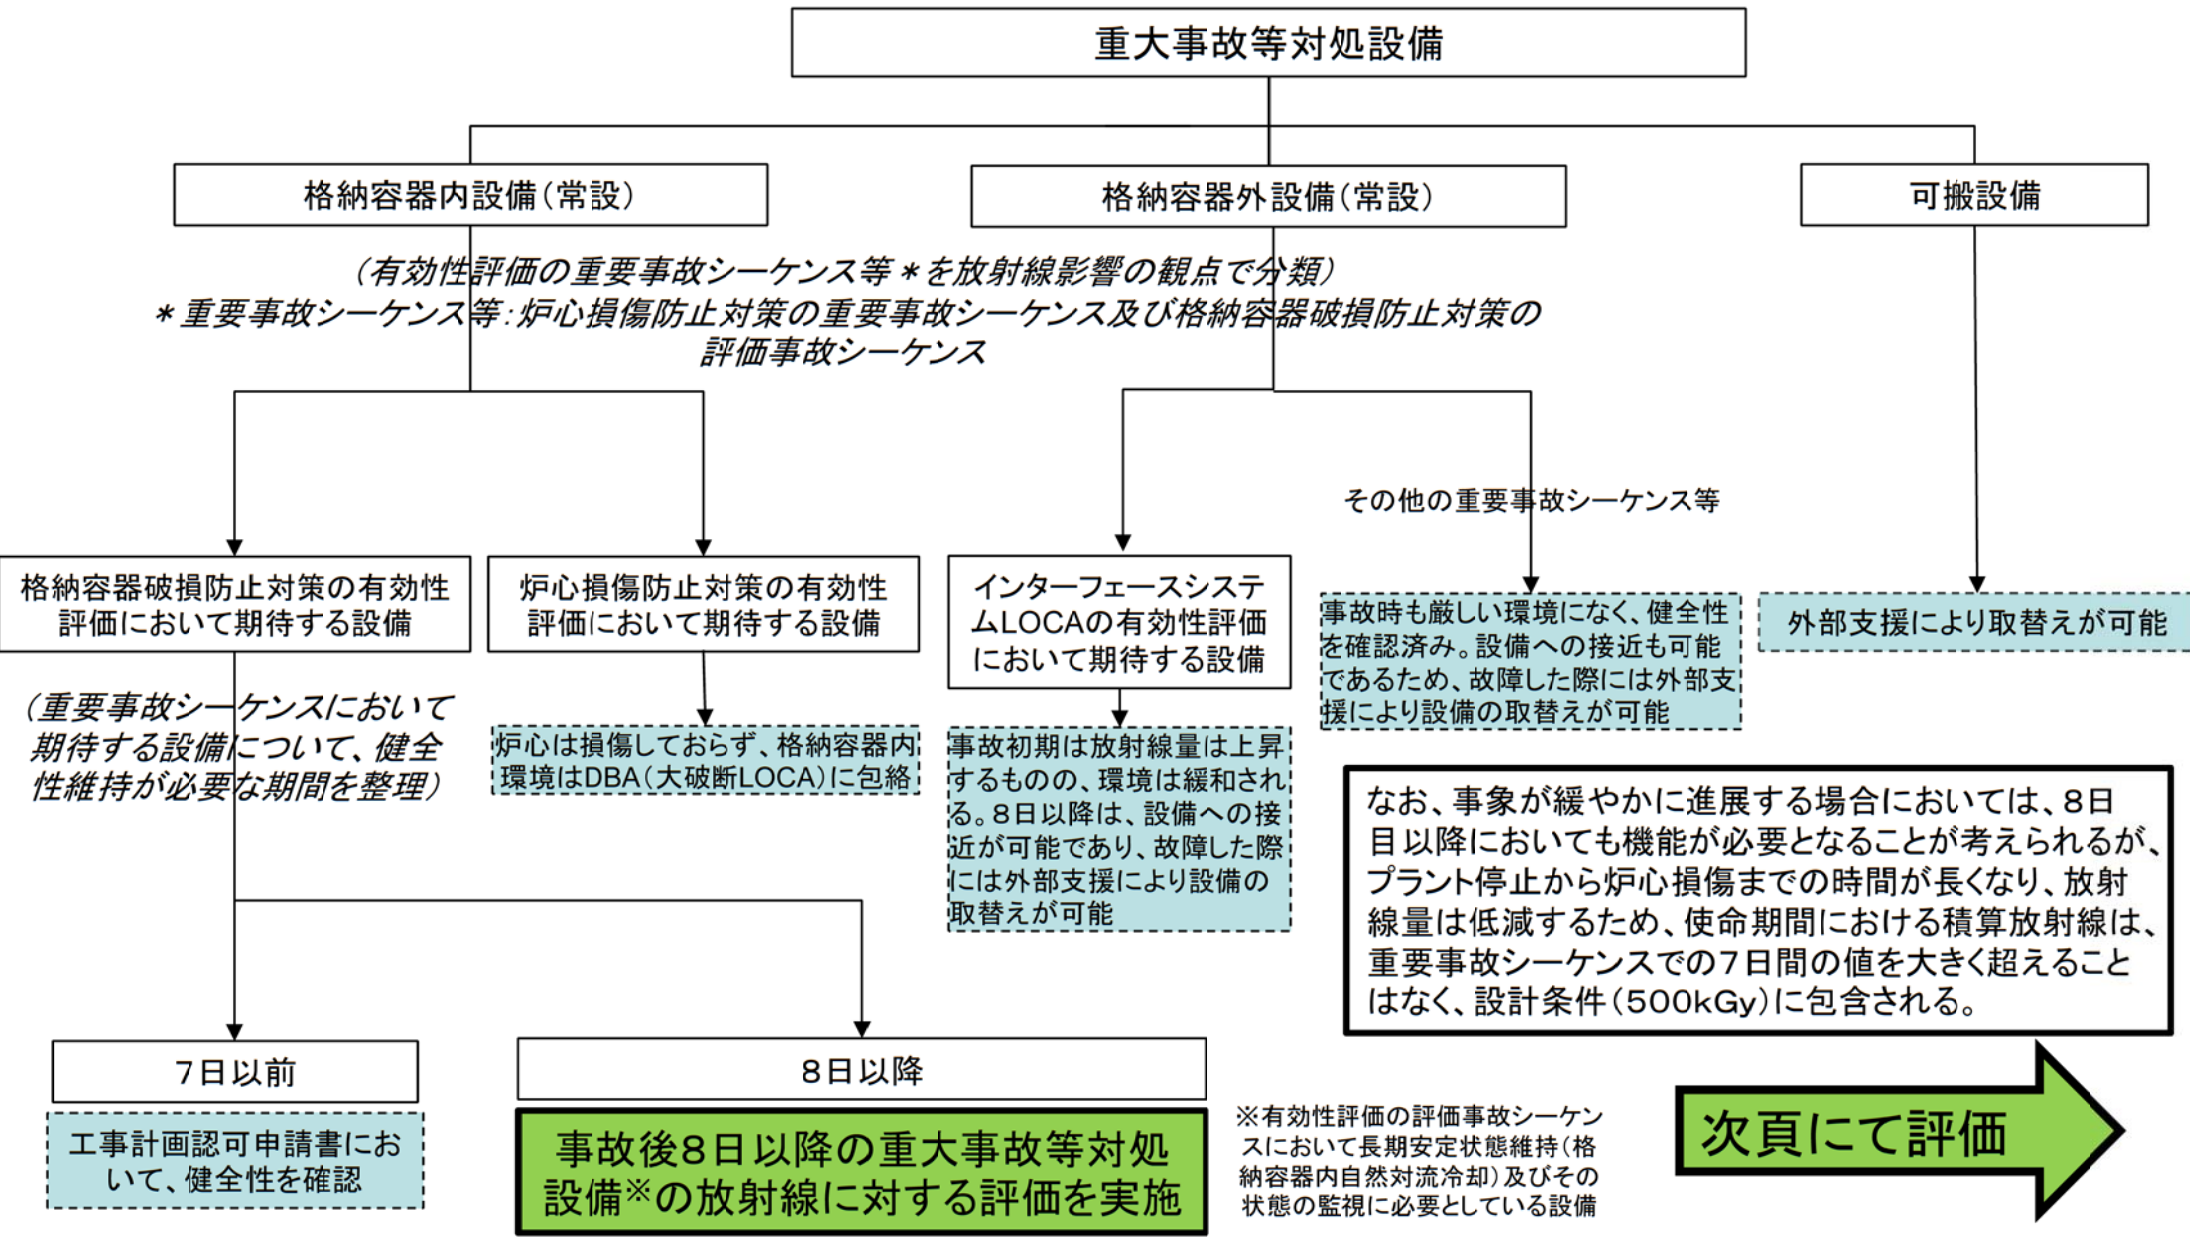 重大事故等対処設備
格納容器内設備(常設)
格納容器外設備(常設)
可搬設備
(有効性評価の重要事故シーケンス等＊を放射線影響の観点で分類)
＊重要事故シーケンス等:炉心損傷防止対策の重要事故シーケンス及び格納容器破損防止対策の
評価事故シーケンス
その他の重要事故シーケンス等
格納容器破損防止対策の有効性
評価において期待する設備
炉心損傷防止対策の有効性
評価において期待する設備
インターフェースシステ
ムLOCAの有効性評価
において期待する設備
事故時も厳しい環境になく、健全性
を確認済み。設備への接近も可能
であるため、故障した際には外部支
援により設備の取替えが可能
外部支援により取替えが可能
(重要事故シーケンスにおいて
期待する設備について、健全
性維持が必要な期間を整理)
炉心は損傷しておらず、格納容器内
環境はDBA(大破断LOCA)に包絡
事故初期は放射線量は上昇
するものの、環境は緩和され
る。８日以降は、設備への接
近が可能であり、故障した際
には外部支援により設備の
取替えが可能
なお、事象が緩やかに進展する場合においては、８日
目以降においても機能が必要となることが考えられるが、
プラント停止から炉心損傷までの時間が長くなり、放射
線量は低減するため、使命期間における積算放射線は、
重要事故シーケンスでの７日間の値を大きく超えること
はなく、設計条件(500kGy)に包含される。
７日以前
８日以降
工事計画認可申請書にお
いて、健全性を確認
事故後８日以降の重大事故等対処
設備※の放射線に対する評価を実施
※有効性評価の評価事故シーケン
スにおいて長期安定状態維持(格
納容器内自然対流冷却)及びその
状態の監視に必要としている設備
次頁にて評価